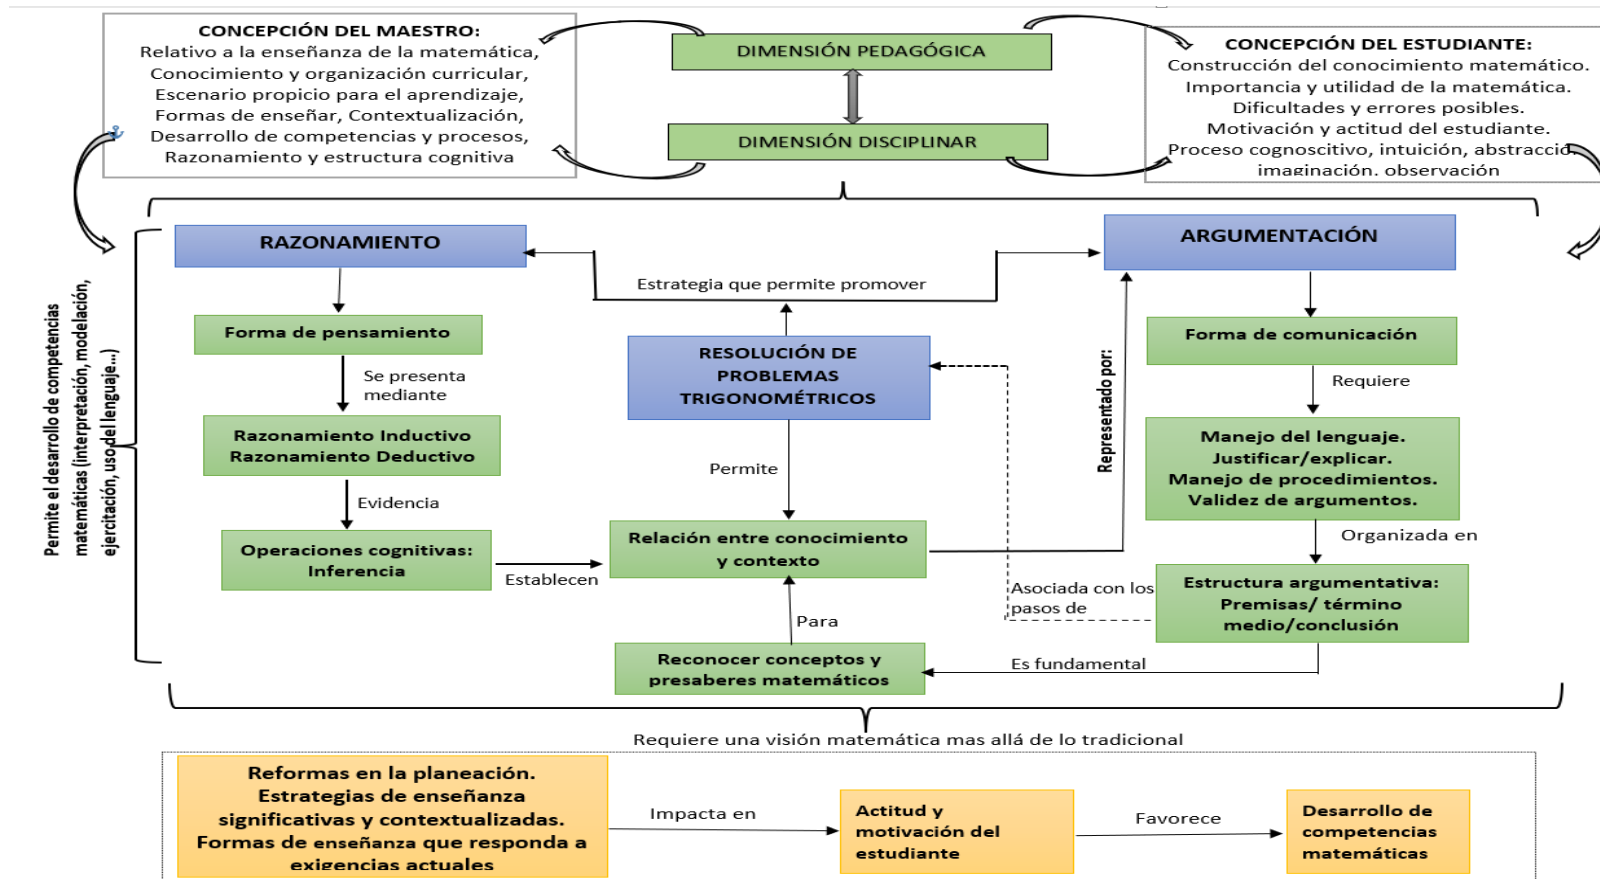 CONCEPCIÓN DEL MAESTRO:
Relativo a la enseñanza de la matemática,
Conocimiento y organización curricular,
Escenario propicio para el aprendizaje,
Formas de enseñar, Contextualización,
Desarrollo de competencias y procesos,
Razonamiento y estructura cognitiva
DIMENSIÓN PEDAGÓGICA
DIMENSIÓN DISCIPLINAR
CONCEPCIÓN DEL ESTUDIANTE:
Construcción del conocimiento matemático.
Importancia y utilidad de la matemática.
Dificultades y errores posibles.
Motivación y actitud del estudiante.
Proceso cognoscitivo, intuición, abstracción,
imaginación. observación
Permite el desarrollo de competencias
matemáticas (interpretación, modelación,
ejercitación, uso del lenguaje...)
RAZONAMIENTO
Forma de pensamiento
Se presenta
mediante
Razonamiento Inductivo
Razonamiento Deductivo
Evidencia
Operaciones cognitivas:
Inferencia
Establecen
Estrategia que permite promover
RESOLUCIÓN DE
PROBLEMAS
TRIGONOMÉTRICOS
Permite
Relación entre conocimiento
y contexto
Para
Reconocer conceptos y
presaberes matemáticos
Representado por:
ARGUMENTACIÓN
Forma de comunicación
Requiere
Manejo del lenguaje.
Justificar/explicar.
Manejo de procedimientos.
Validez de argumentos.
Organizada en
Estructura argumentativa:
Premisas/ término
medio/conclusión
Asociada con los
pasos de
Es fundamental
Requiere una visión matemática mas allá de lo tradicional
Reformas en la planeación.
Estrategias de enseñanza
significativas y contextualizadas.
Formas de enseñanza que responda a
exigencias actuales
Impacta en
Actitud y
motivación del
estudiante
Favorece
Desarrollo de
competencias
matemáticas